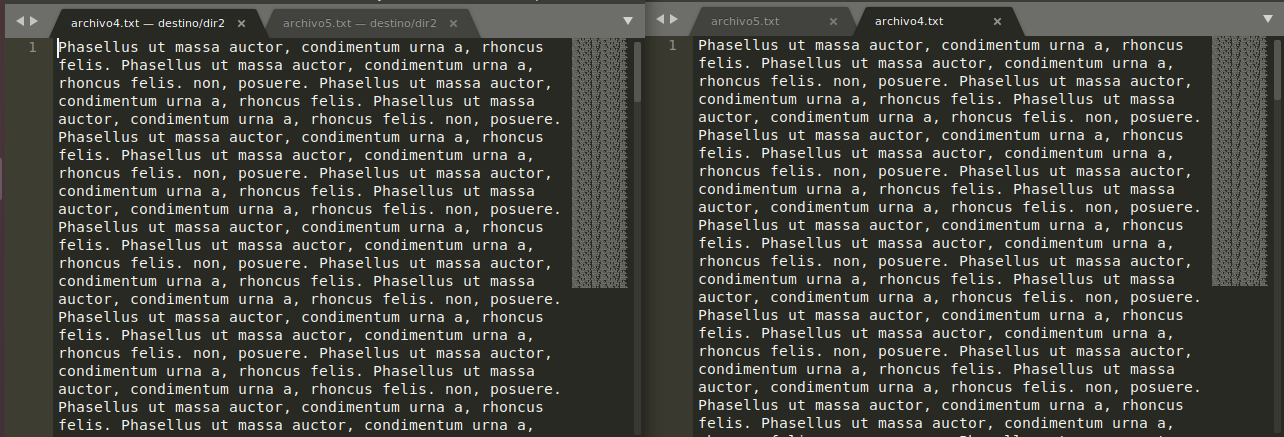 archivo4.txt — destino/dir2
archivo5.txt — destino/dir2
1
Phasellus ut massa auctor, condimentum urna a, rhoncus
felis. Phasellus ut massa auctor, condimentum urna a,
rhoncus felis. non, posuere. Phasellus ut massa auctor,
condimentum urna a, rhoncus felis. Phasellus ut massa
auctor, condimentum urna a, rhoncus felis. non, posuere.
Phasellus ut massa auctor, condimentum urna a, rhoncus
felis. Phasellus ut massa auctor, condimentum urna a,
rhoncus felis. non, posuere. Phasellus ut massa auctor,
condimentum urna a, rhoncus felis. Phasellus ut massa
auctor, condimentum urna a, rhoncus felis. non, posuere.
Phasellus ut massa auctor, condimentum urna a, rhoncus
felis. Phasellus ut massa auctor, condimentum urna a,
rhoncus felis. non, posuere. Phasellus ut massa auctor,
condimentum urna a, rhoncus felis. Phasellus ut massa
auctor, condimentum urna a, rhoncus felis. non, posuere.
Phasellus ut massa auctor, condimentum urna a, rhoncus
felis. Phasellus ut massa auctor, condimentum urna a,
rhoncus felis. non, posuere. Phasellus ut massa auctor,
condimentum urna a, rhoncus felis. Phasellus ut massa
auctor, condimentum urna a, rhoncus felis. non, posuere.
Phasellus ut massa auctor, condimentum urna a, rhoncus
felis. Phasellus ut massa auctor, condimentum urna a,
archivo5.txt
archivo4.txt
1
Phasellus ut massa auctor, condimentum urna a, rhoncus
felis. Phasellus ut massa auctor, condimentum urna a,
rhoncus felis. non, posuere. Phasellus ut massa auctor,
condimentum urna a, rhoncus felis. Phasellus ut massa
auctor, condimentum urna a, rhoncus felis. non, posuere.
Phasellus ut massa auctor, condimentum urna a, rhoncus
felis. Phasellus ut massa auctor, condimentum urna a,
rhoncus felis. non, posuere. Phasellus ut massa auctor,
condimentum urna a, rhoncus felis. Phasellus ut massa
auctor, condimentum urna a, rhoncus felis. non, posuere.
Phasellus ut massa auctor, condimentum urna a, rhoncus
felis. Phasellus ut massa auctor, condimentum urna a,
rhoncus felis. non, posuere. Phasellus ut massa auctor,
condimentum urna a, rhoncus felis. Phasellus ut massa
auctor, condimentum urna a, rhoncus felis. non, posuere.
Phasellus ut massa auctor, condimentum urna a, rhoncus
felis. Phasellus ut massa auctor, condimentum urna a,
rhoncus felis. non, posuere. Phasellus ut massa auctor,
condimentum urna a, rhoncus felis. Phasellus ut massa
auctor, condimentum urna a, rhoncus felis. non, posuere.
Phasellus ut massa auctor, condimentum urna a, rhoncus
felis. Phasellus ut massa auctor, condimentum urna a,